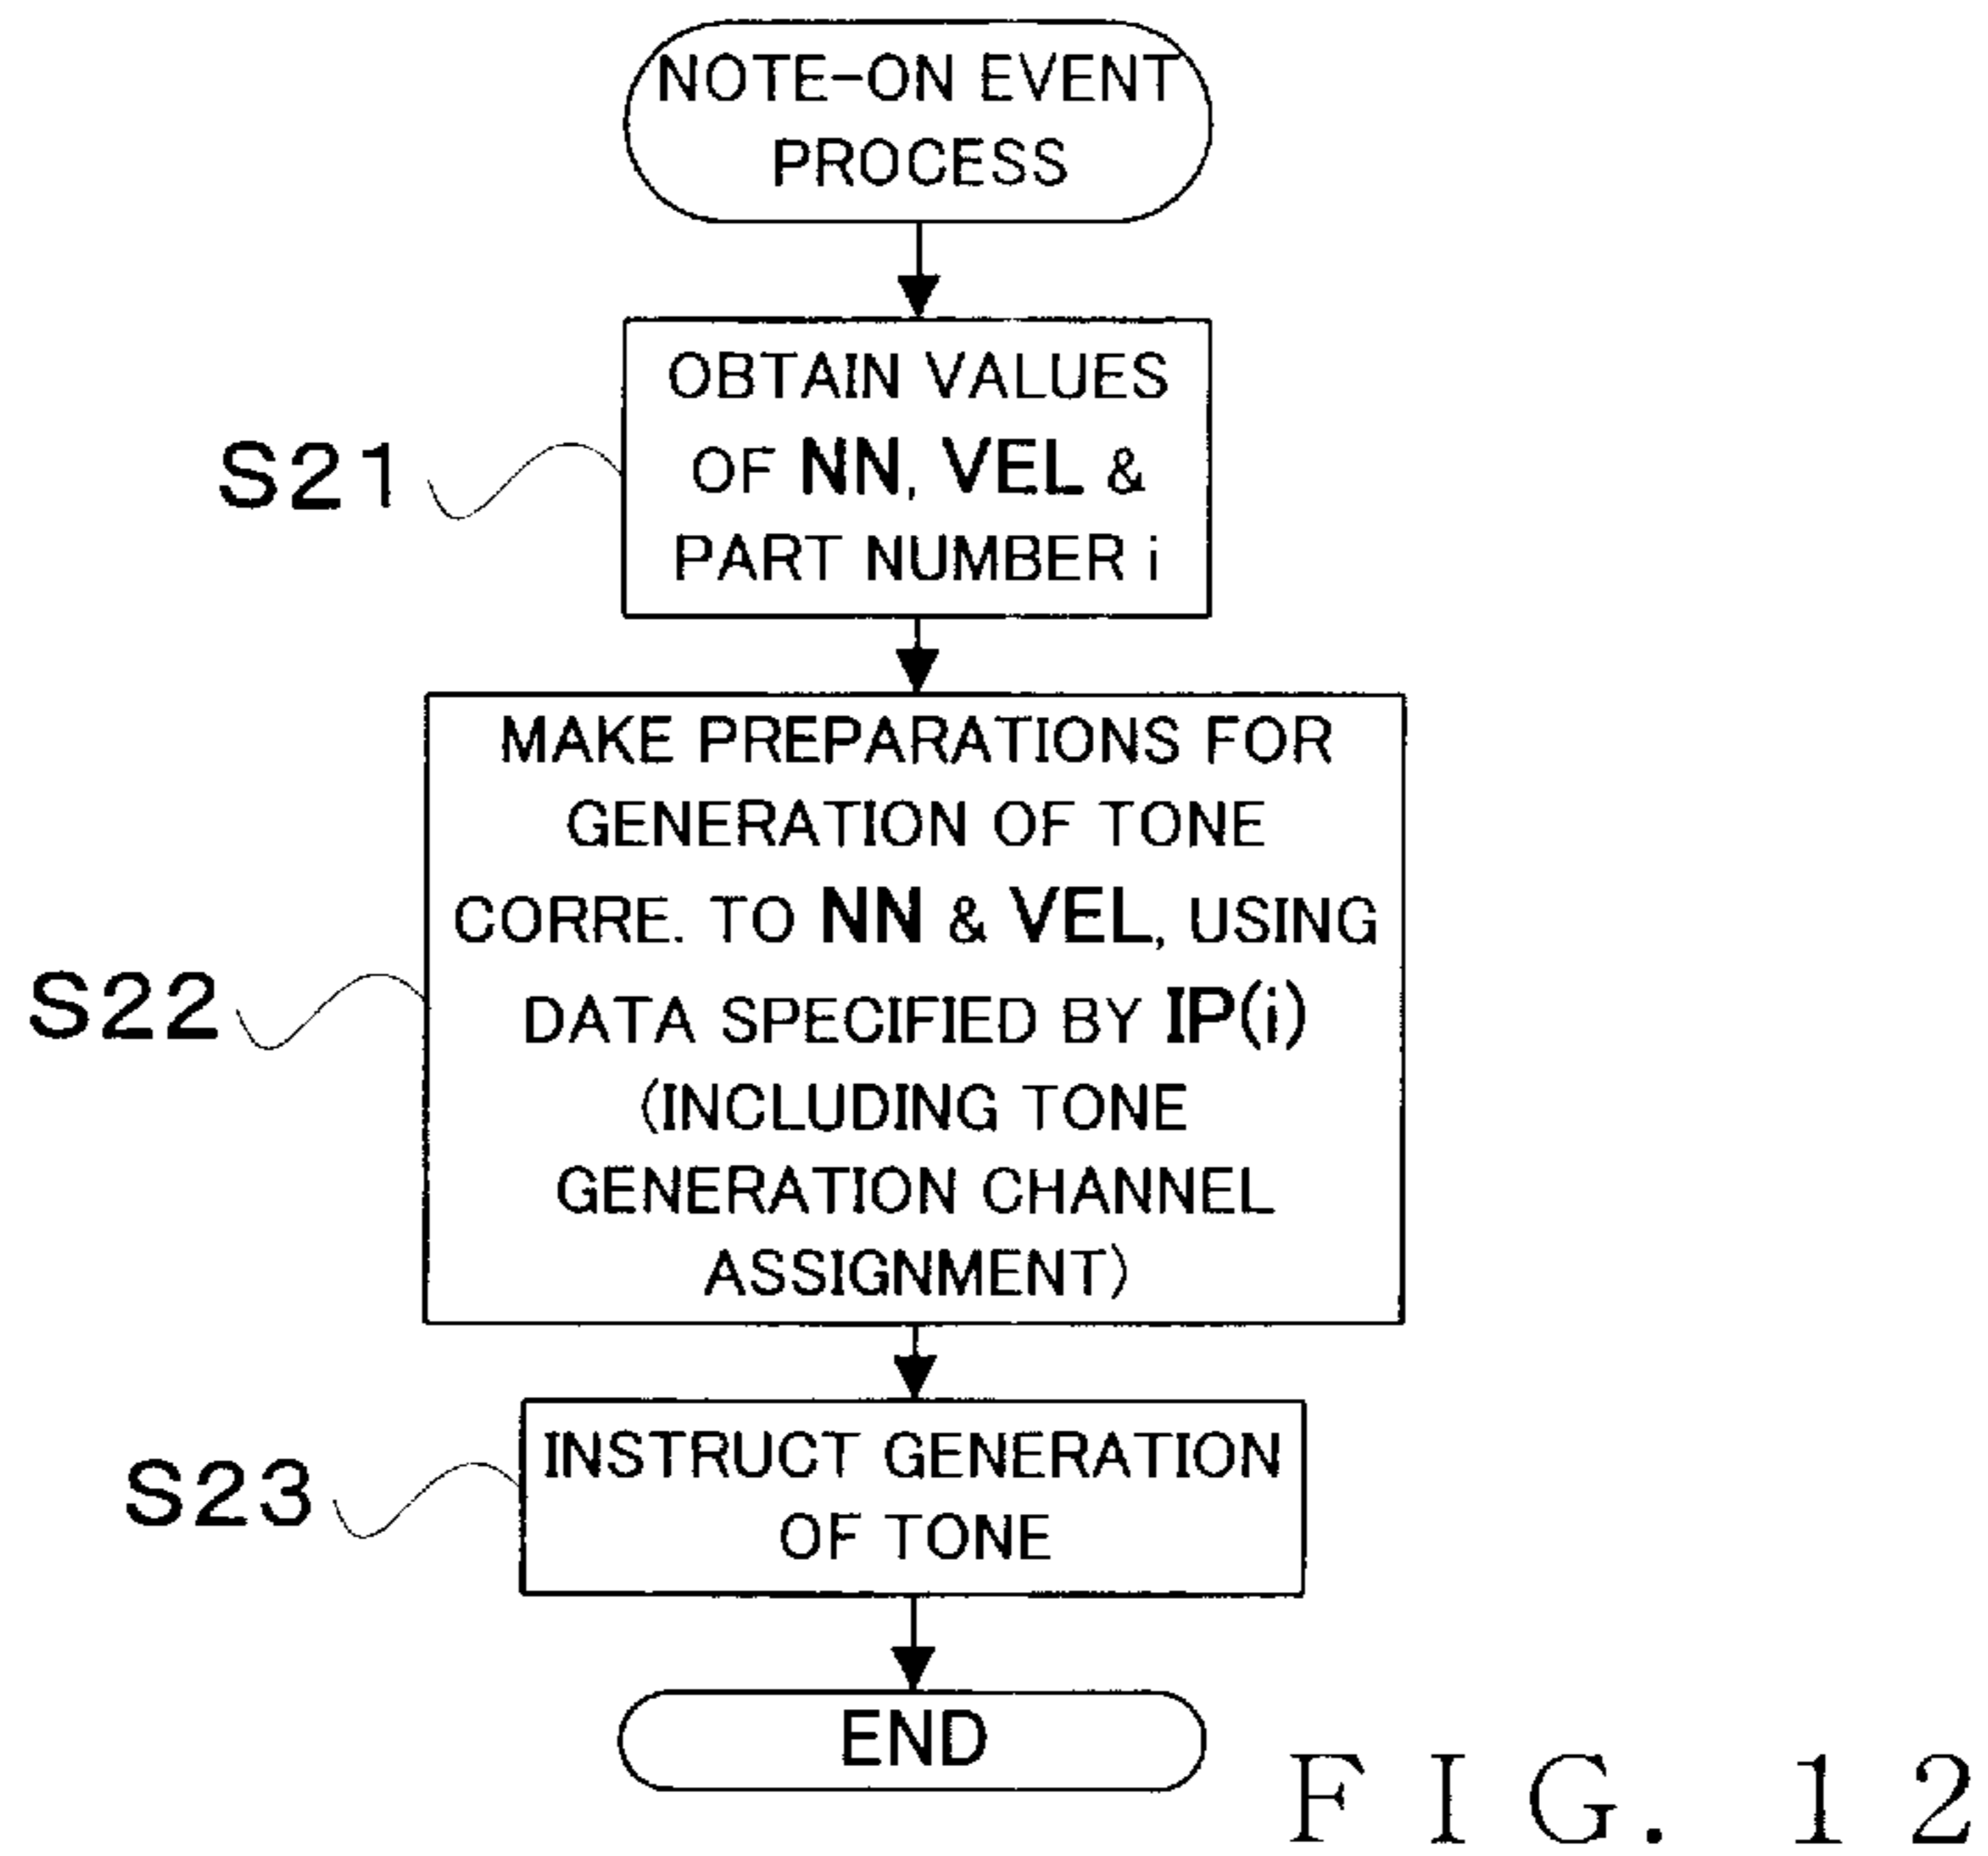 NOTE-ON EVENT
PROCESS
OBTAIN VALUES
OF NN, VEL &
PART NUMBER i
S21
MAKE PREPARATIONS FOR
GENERATION OF TONE
CORRE. TO NN & VEL, USING
DATA SPECIFIED BY IP(i)
(INCLUDING TONE
GENERATION CHANNEL
ASSIGNMENT)
S22
INSTRUCT GENERATION
OF TONE
S23
END
FIG. 12